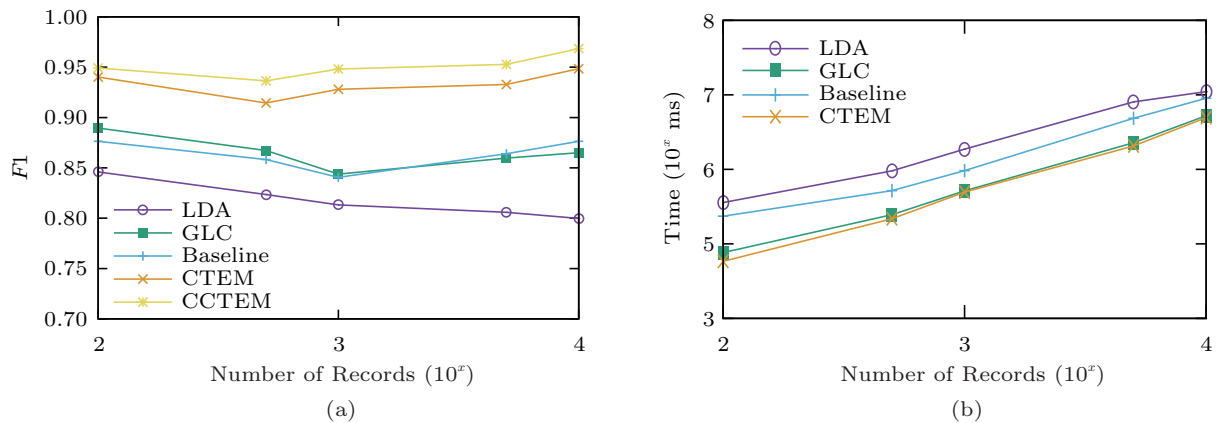 1.00
0.95
0.90
0.85
0.80
0.75
0.70
F1
LDA
GLC
Baseline
CTEM
CCTEM
2
3
4
Number of Records (10^x)
(a)
8
7
6
5
3
Time (10^x ms)
LDA
GLC
Baseline
CTEM
2
3
4
Number of Records (10^x)
(b)